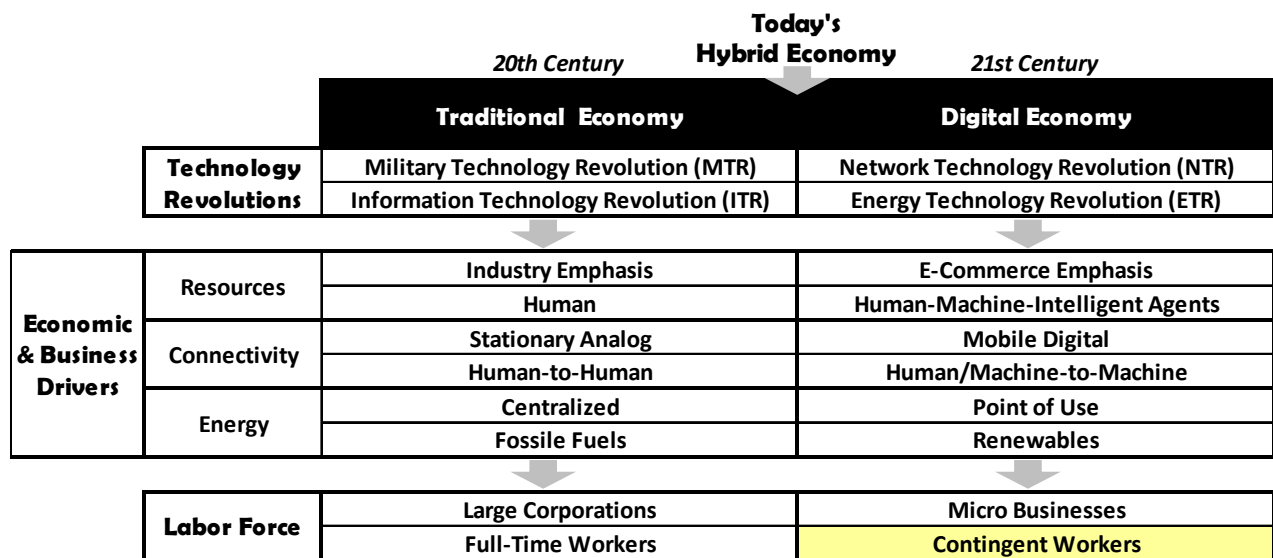 Today's
Hybrid Economy
20th Century
21st Century
Traditional Economy
Digital Economy
Technology
Revolutions
Military Technology Revolution (MTR)
Network Technology Revolution (NTR)
Information Technology Revolution (ITR)
Energy Technology Revolution (ETR)
Economic
& Business
Drivers
Resources
Industry Emphasis
E-Commerce Emphasis
Human
Human-Machine-Intelligent Agents
Connectivity
Stationary Analog
Mobile Digital
Human-to-Human
Human/Machine-to-Machine
Energy
Centralized
Point of Use
Fossile Fuels
Renewables
Labor Force
Large Corporations
Micro Businesses
Full-Time Workers
Contingent Workers